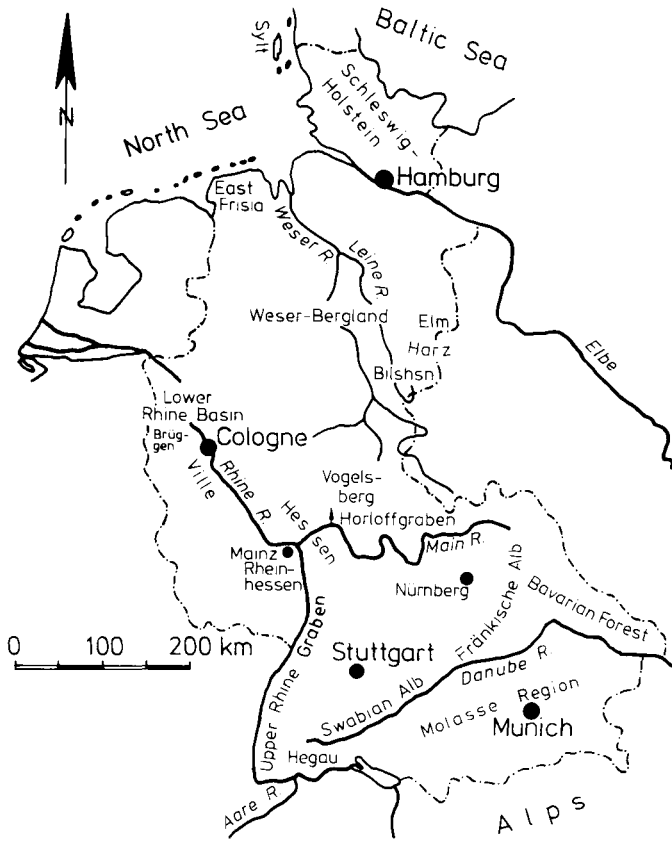 Baltic Sea
Sylt
Schleswig-
Holstein
N
North Sea
Hamburg
East
Frisia
Weser R.
Leine R.
Weser-Bergland
Elm
Harz
Elbe
Bilshsn
Lower
Rhine Basin
Brüg-
gen
Cologne
Ville
Rhine R.
Vogels-
berg
Hessen
Horloffgraben
Main R.
Mainz
Rhein-
hessen
Nürnberg
Fränkische Alb
Bavarian Forest
0 100 200 km
Upper Rhine Graben
Stuttgart
Danube R.
Swabian Alb
Molasse Region
Munich
Hegau
Aare R.
Alps